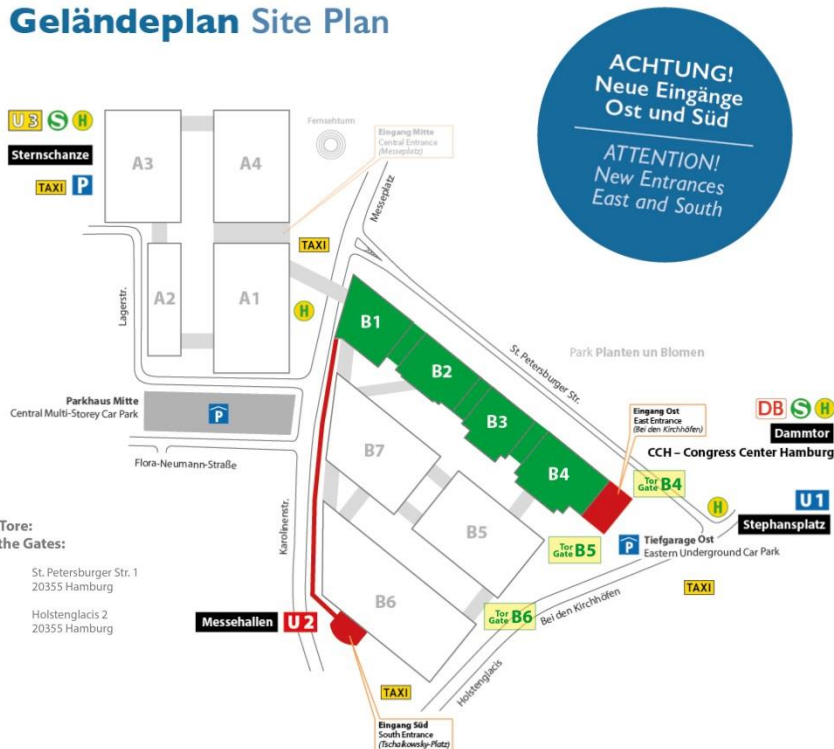 Geländeplan Site Plan
ACHTUNG!
Neue Eingänge
Ost und Süd
ATTENTION!
New Entrances
East and South
U3 S H
Sternschanze
TAXI P
A3
A4
Fernsehturm
Eingang Mitte
Central Entrance
(Messeplatz)
Messeplatz
TAXI
Lagerstr.
A2
A1
H
B1
B2
B3
B4
St. Petersburger Str.
Park Planten un Blomen
Parkhaus Mitte
Central Multi-Storey Car Park
P
Flora-Neumann-Straße
Karolinenstr.
B7
B5
B6
Eingang Ost
East Entrance
(Bei den Kirchhöfen)
DB S H
Dammtor
CCH – Congress Center Hamburg
Tor
Gate B4
H
U1
Stephansplatz
Tor
Gate B5
P
Tiefgarage Ost
Eastern Underground Car Park
TAXI
Tor
Gate B6
Bei den Kirchhöfen
Holstenglacis
Tore:
the Gates:
St. Petersburger Str. 1
20355 Hamburg
Holstenglacis 2
20355 Hamburg
Messehallen U2
TAXI
Eingang Süd
South Entrance
(Tschaikowsky-Platz)